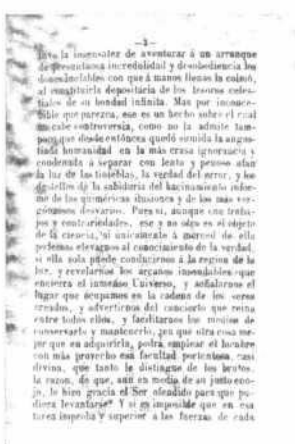 —3—
tuvo la insensatez de aventurar á un arranque
de presuntuosa incredulidad y desobediencia los
dones inefables con que á manos llenas la colmó,
al constituirla depositária de los tesoros celes-
tiales de su bondad infinita. Mas por inconce-
bible que parezca, ese es un hecho sobre el cual
no cabe controversia, como no la admite tam-
poco que desde entónces quedó sumida la angus-
tiada humanidad en la más crasa ignorancia y
condenada á separar con lento y penoso afan
la luz de las tinieblas, la verdad del error, y los
destellos de la sabiduría del hacinamiento infor-
me de las quiméricas ilusiones y de los más ver-
gonzosos desvaríos. Pues si, aunque con traba-
jos y contrariedades, ese y no otro es el objeto
de la ciencia, si unicamente á merced de ella
podemos elevarnos al conocimiento de la verdad,
si ella sola puede conducirnos á la region de la
luz, y revelarnos los arcanos insondables que
encierra el inmenso Universo, y señalarnos el
lugar que ocupamos en la cadena de los seres
creados, y advertirnos del concierto que reina
entre todos ellos, y facilitarnos los medios de
conservarlo y mantenerlo, ¿en qué otra cosa me-
jor que en adquirirla, podrá emplear el hombre
con más provecho esa facultad portentosa, casi
divina, que tanto le distingue de los brutos,
la razon, de que, aún en medio de su justo eno-
jo, le hizo gracia el Ser ofendido para que pu-
diera levantarse? Y si es imposible que en esa
tarea ímproba y superior á las fuerzas de cada